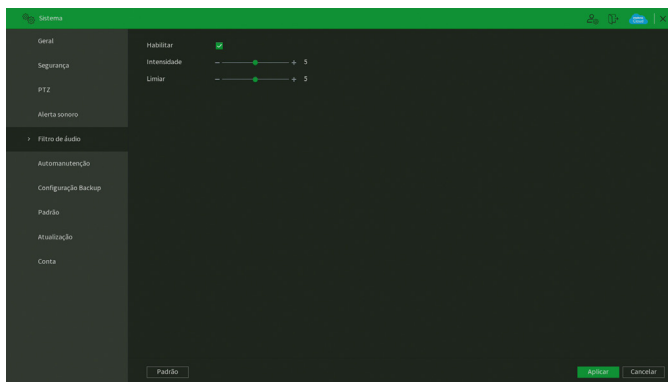 Sistema
Geral
Segurança
PTZ
Alerta sonoro
Filtro de áudio
Automanutenção
Configuração Backup
Padrão
Atualização
Conta
Habilitar
Intensidade - + 5
Limiar - + 5
Padrão
Aplicar Cancelar